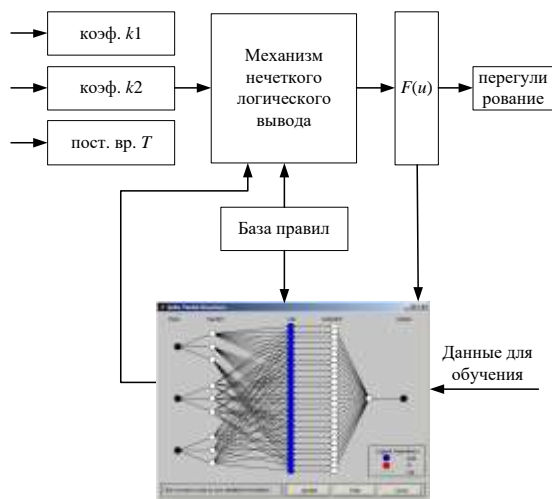 коэф. k1
коэф. k2
пост. вр. T
Механизм
нечеткого
логического
вывода
F(u)
перегули
рование
База правил
Данные для
обучения